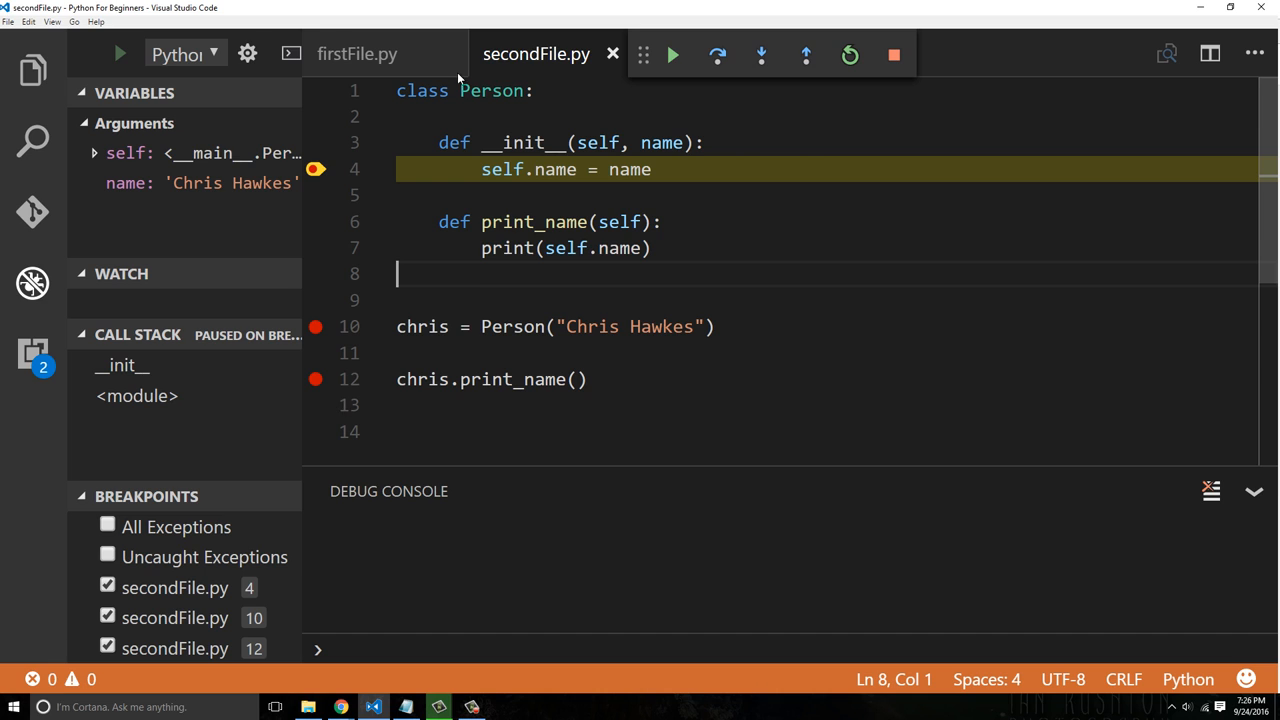 secondFile.py - Python For Beginners - Visual Studio Code
File Edit View Go Help
Python
firstFile.py
secondFile.py
VARIABLES
Arguments
self: <__main__.Per...
name: 'Chris Hawkes'
WATCH
CALL STACK PAUSED ON BRE...
__init__
<module>
BREAKPOINTS
All Exceptions
Uncaught Exceptions
secondFile.py 4
secondFile.py 10
secondFile.py 12
2
1 class Person:
2
3 def __init__(self, name):
4 self.name = name
5
6 def print_name(self):
7 print(self.name)
8
9
10 chris = Person("Chris Hawkes")
11
12 chris.print_name()
13
14
DEBUG CONSOLE
0 0
Ln 8, Col 1 Spaces: 4 UTF-8 CRLF Python
I'm Cortana. Ask me anything.
7:26 PM
9/24/2016